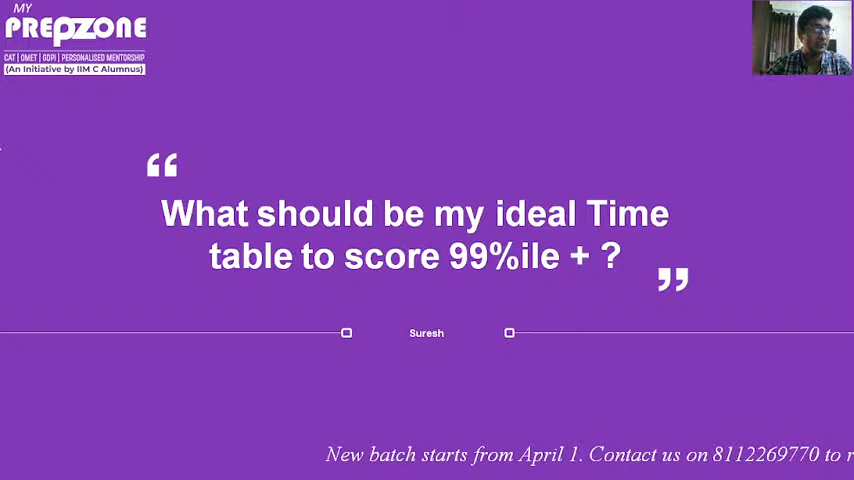 MY
PREPZONE
CAT | OMET | GDPI | PERSONALISED MENTORSHIP
(An Initiative by IIM C Alumnus)
“
What should be my ideal Time
table to score 99%ile + ?
”
Suresh
New batch starts from April 1. Contact us on 8112269770 to r